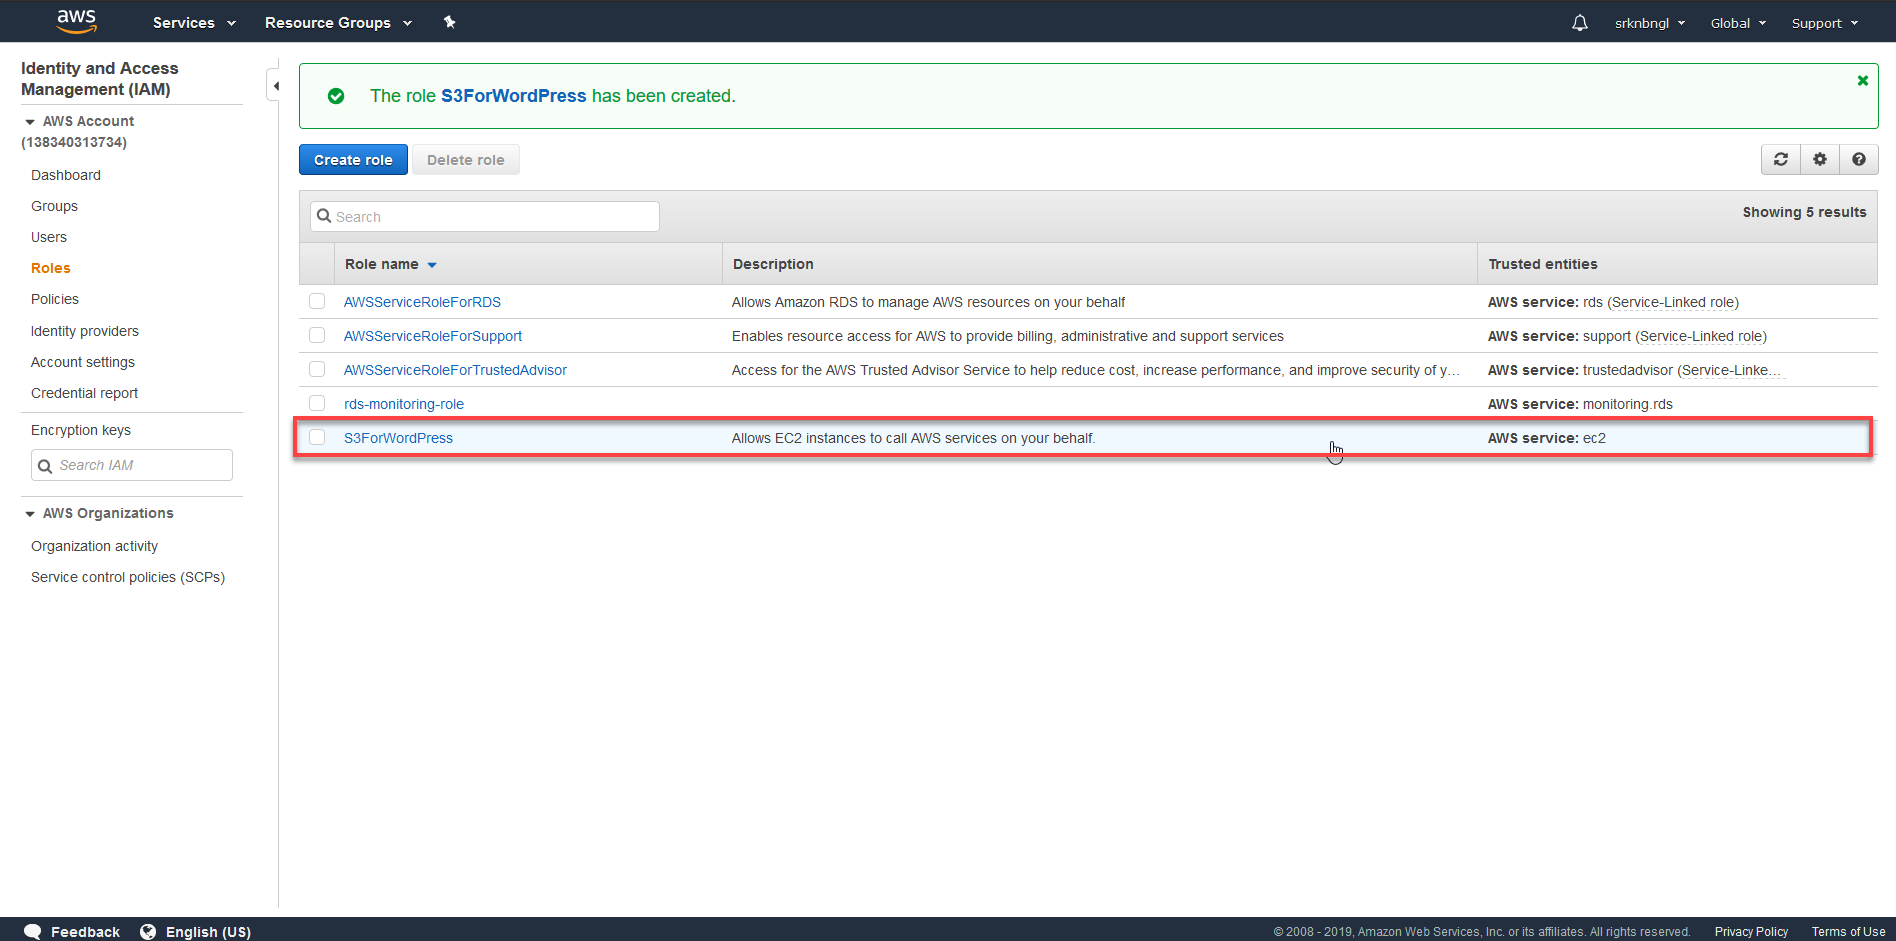 aws Services Resource Groups srknbngl Global Support
Identity and Access
Management (IAM)
AWS Account
(138340313734)
Dashboard
Groups
Users
Roles
Policies
Identity providers
Account settings
Credential report
Encryption keys
Search IAM
AWS Organizations
Organization activity
Service control policies (SCPs)
The role S3ForWordPress has been created.
Create role Delete role
Search Showing 5 results
Role name Description Trusted entities
AWSServiceRoleForRDS Allows Amazon RDS to manage AWS resources on your behalf AWS service: rds (Service-Linked role)
AWSServiceRoleForSupport Enables resource access for AWS to provide billing, administrative and support services AWS service: support (Service-Linked role)
AWSServiceRoleForTrustedAdvisor Access for the AWS Trusted Advisor Service to help reduce cost, increase performance, and improve security of y... AWS service: trustedadvisor (Service-Linke...
rds-monitoring-role AWS service: monitoring.rds
S3ForWordPress Allows EC2 instances to call AWS services on your behalf. AWS service: ec2
Feedback English (US) © 2008 - 2019, Amazon Web Services, Inc. or its affiliates. All rights reserved. Privacy Policy Terms of Use